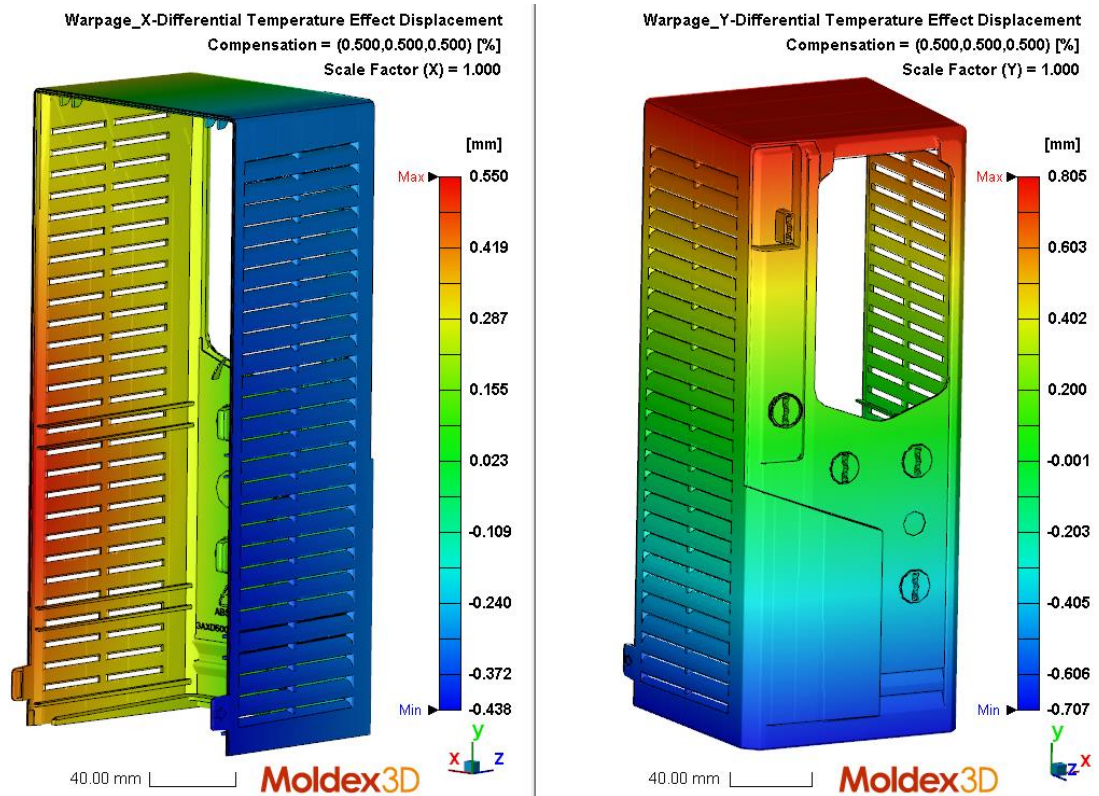 Warpage_X-Differential Temperature Effect Displacement
Compensation = (0.500,0.500,0.500) [%]
Scale Factor (X) = 1.000
[mm]
Max
0.550
0.419
0.287
0.155
0.023
-0.109
-0.240
-0.372
Min
-0.438
ABS
3AXD500
y
x
z
40.00 mm
Moldex3D
Warpage_Y-Differential Temperature Effect Displacement
Compensation = (0.500,0.500,0.500) [%]
Scale Factor (Y) = 1.000
[mm]
Max
0.805
0.603
0.402
0.200
-0.001
-0.203
-0.405
-0.606
Min
-0.707
y
z
x
40.00 mm
Moldex3D